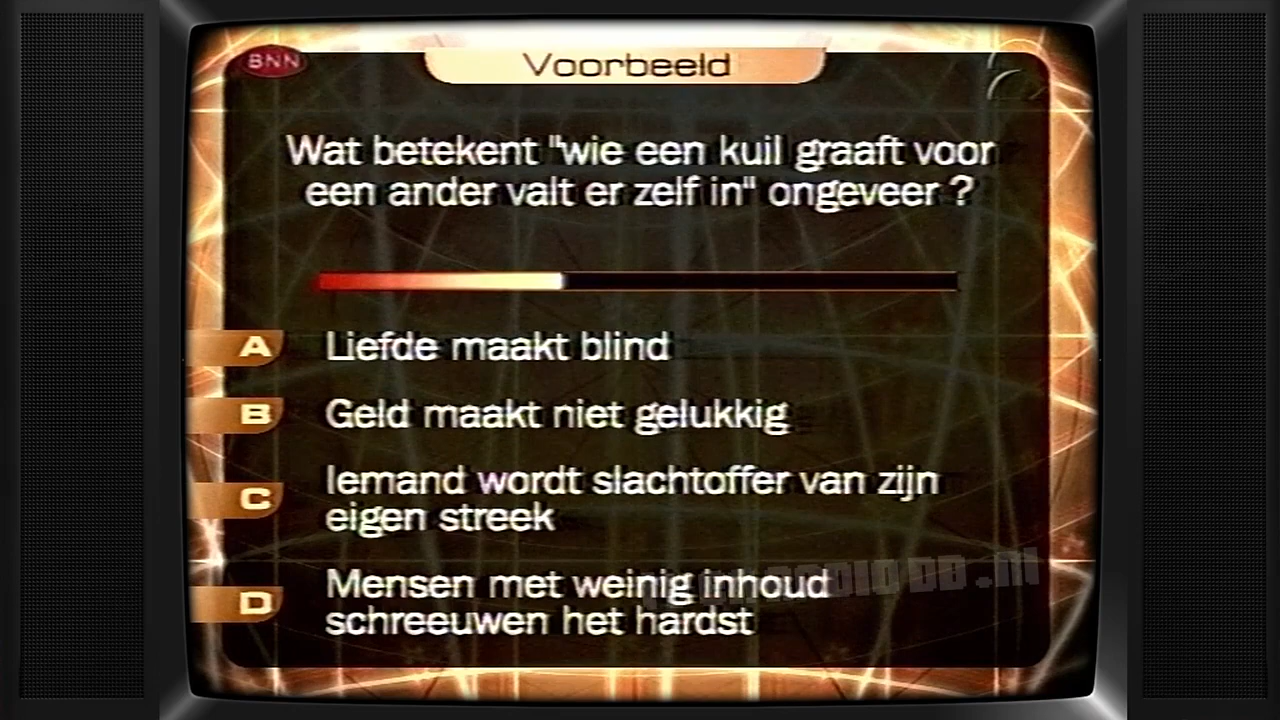 BNN
Voorbeeld
Wat betekent "wie een kuil graaft voor
een ander valt er zelf in" ongeveer ?
A Liefde maakt blind
B Geld maakt niet gelukkig
C Iemand wordt slachtoffer van zijn
eigen streek
D Mensen met weinig inhoud
schreeuwen het hardst